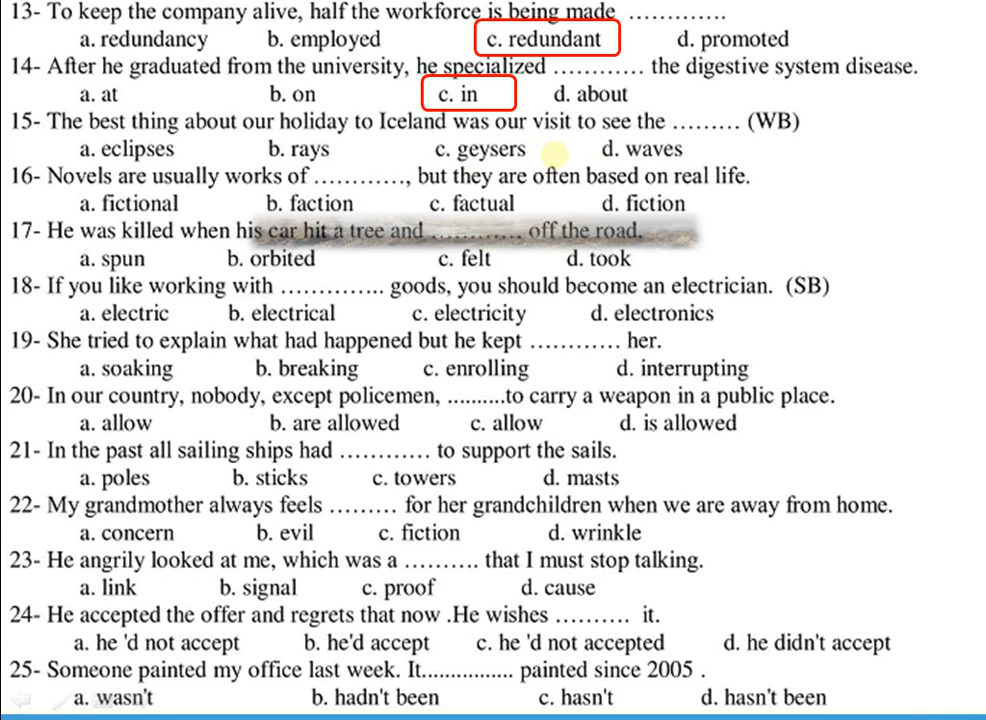 13- To keep the company alive, half the workforce is being made .............
a. redundancy b. employed c. redundant d. promoted
14- After he graduated from the university, he specialized ............ the digestive system disease.
a. at b. on c. in d. about
15- The best thing about our holiday to Iceland was our visit to see the ......... (WB)
a. eclipses b. rays c. geysers d. waves
16- Novels are usually works of ............, but they are often based on real life.
a. fictional b. faction c. factual d. fiction
17- He was killed when his car hit a tree and ............ off the road.
a. spun b. orbited c. felt d. took
18- If you like working with .............. goods, you should become an electrician. (SB)
a. electric b. electrical c. electricity d. electronics
19- She tried to explain what had happened but he kept ............ her.
a. soaking b. breaking c. enrolling d. interrupting
20- In our country, nobody, except policemen, ..........to carry a weapon in a public place.
a. allow b. are allowed c. allow d. is allowed
21- In the past all sailing ships had ............ to support the sails.
a. poles b. sticks c. towers d. masts
22- My grandmother always feels ......... for her grandchildren when we are away from home.
a. concern b. evil c. fiction d. wrinkle
23- He angrily looked at me, which was a .......... that I must stop talking.
a. link b. signal c. proof d. cause
24- He accepted the offer and regrets that now .He wishes .......... it.
a. he 'd not accept b. he'd accept c. he 'd not accepted d. he didn't accept
25- Someone painted my office last week. It................ painted since 2005 .
a. wasn't b. hadn't been c. hasn't d. hasn't been